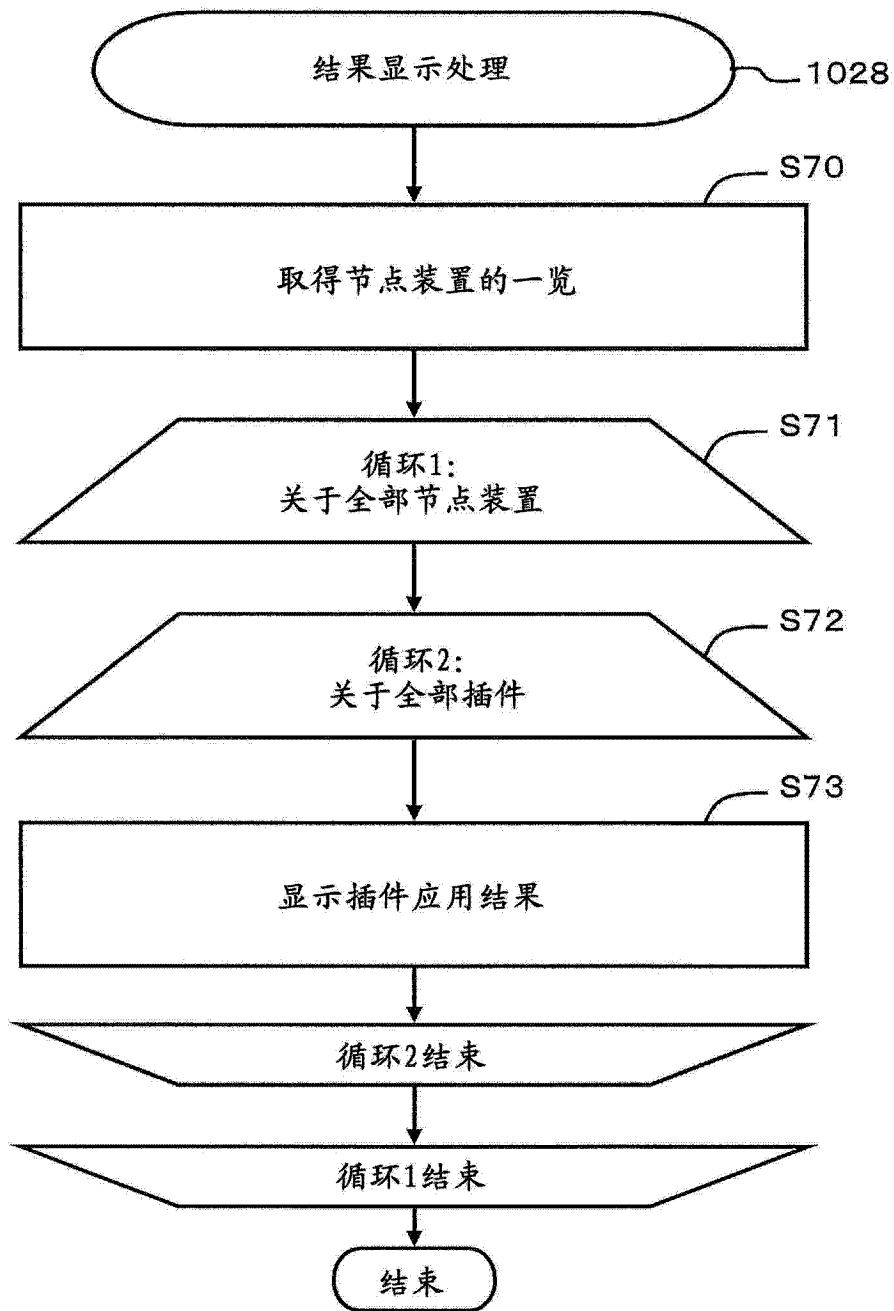 结果显示处理
1028
S70
取得节点装置的一览
S71
循环1:
关于全部节点装置
S72
循环2:
关于全部插件
S73
显示插件应用结果
循环2结束
循环1结束
结束